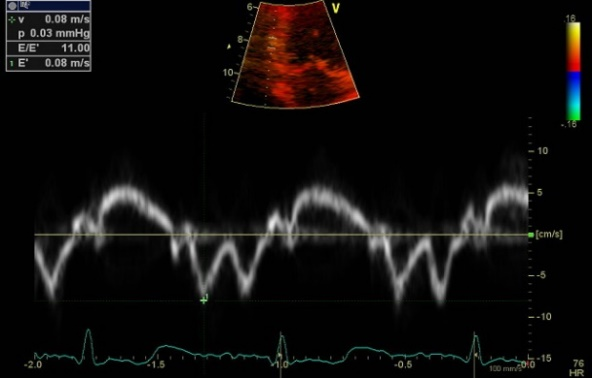 v 0.08 m/s
p 0.03 mmHg
E/E' 11.00
1 E' 0.08 m/s
V
6
8
10
.16
-.16
10
5
[cm/s]
-5
-10
-15
1
-2.0
-1.5
-1.0
-0.5
0.0
100 mm/s
76
HR